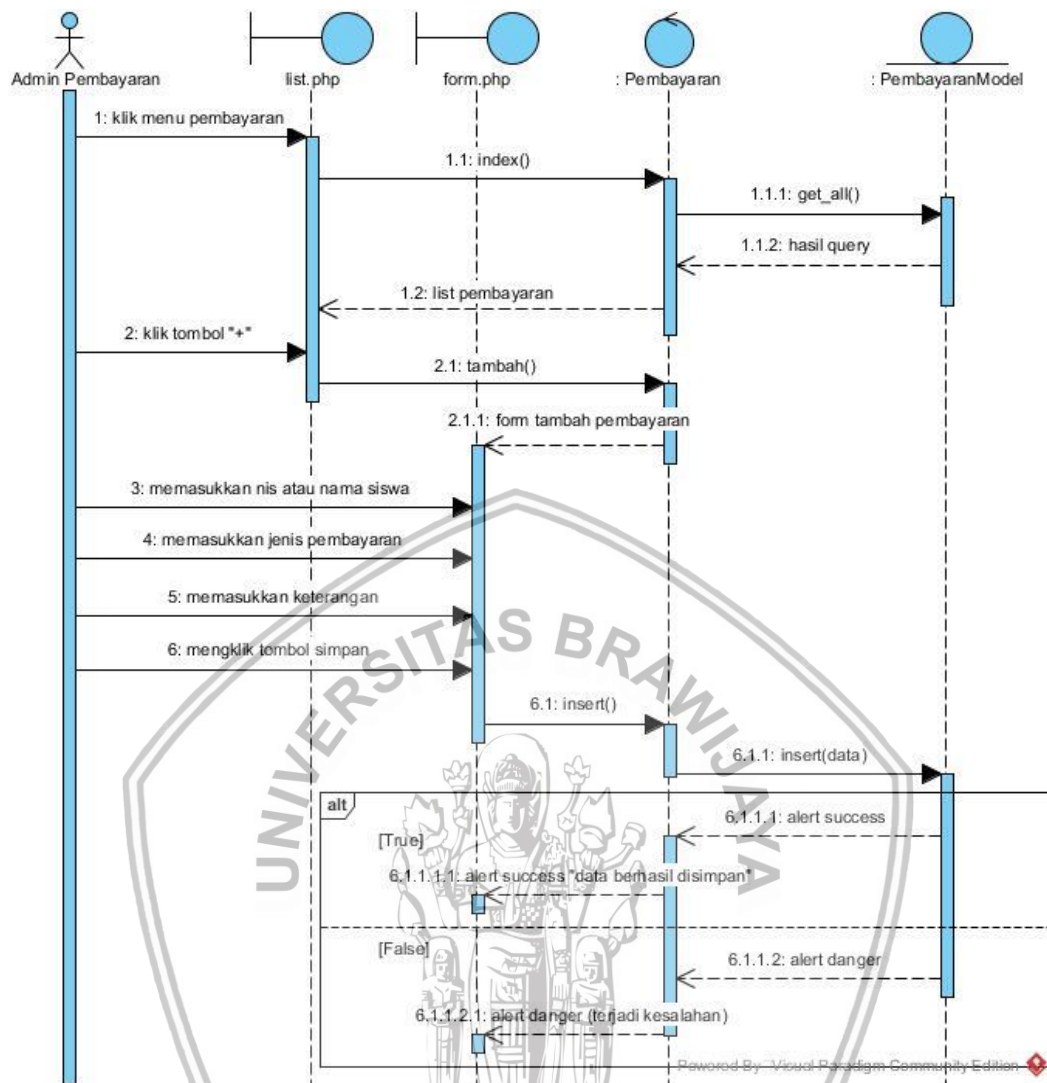 Admin Pembayaran
list.php
form.php
: Pembayaran
: PembayaranModel
1: klik menu pembayaran
1.1: index()
1.1.1: get_all()
1.1.2: hasil query
1.2: list pembayaran
2: klik tombol "+"
2.1: tambah()
2.1.1: form tambah pembayaran
3: memasukkan nis atau nama siswa
4: memasukkan jenis pembayaran
5: memasukkan keterangan
6: mengklik tombol simpan
UNIVERSITAS BRAWIJAYA
6.1: insert()
6.1.1: insert(data)
alt
6.1.1.1: alert success
[True]
6.1.1.1.1: alert success "data berhasil disimpan"
[False]
6.1.1.2: alert danger
6.1.1.2.1: alert danger (terjadi kesalahan)
Powered By Visual Paradigm Community Edition